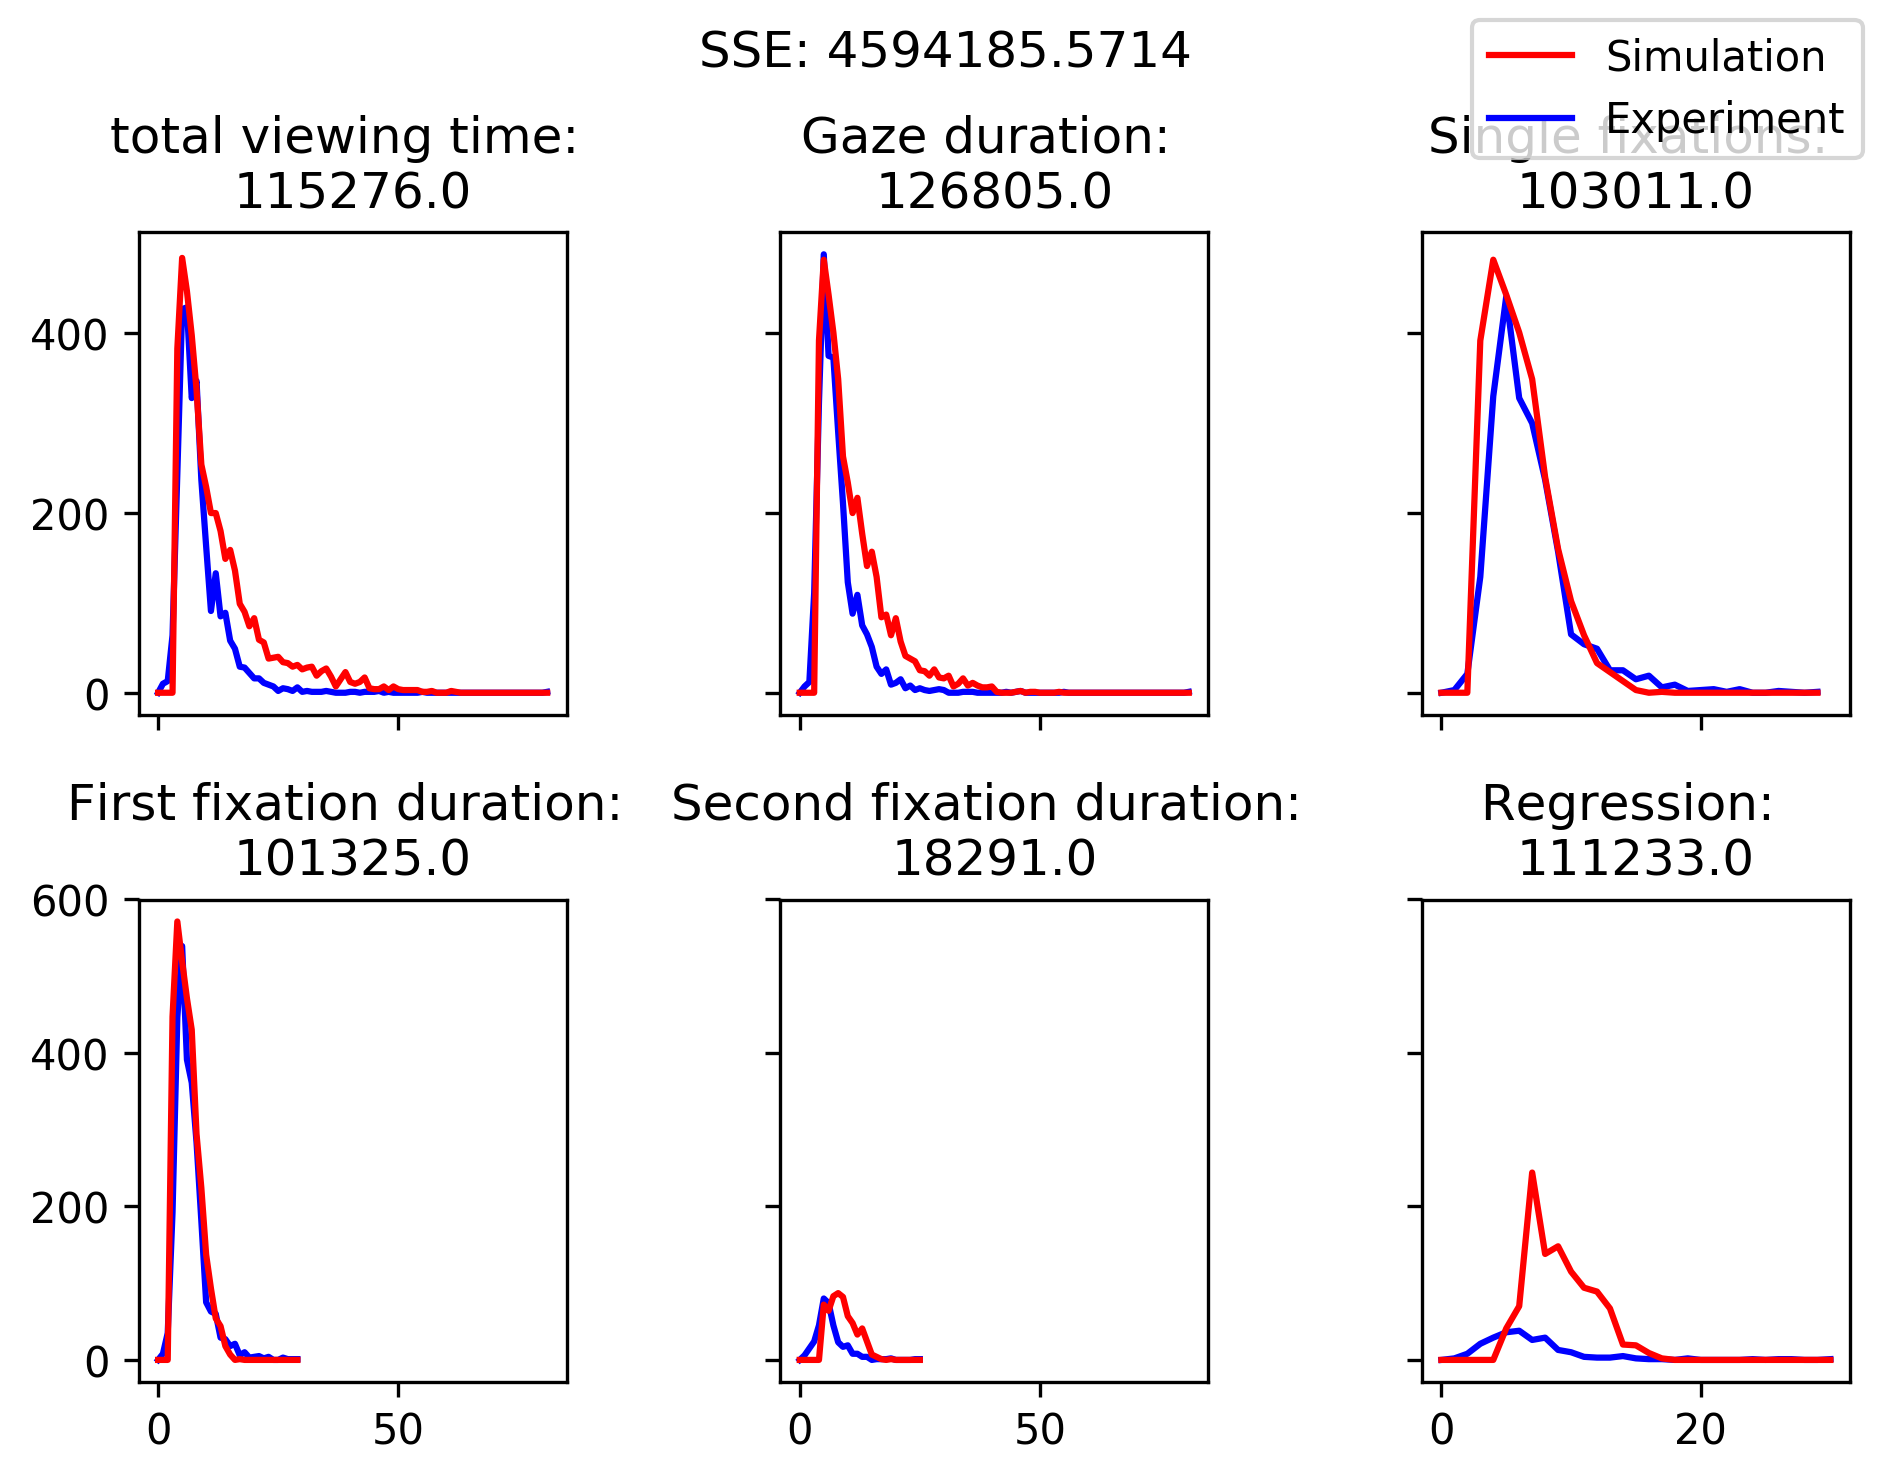 SSE: 4594185.5714
Simulation
Experiment
total viewing time:
115276.0
Gaze duration:
126805.0
Single fixations:
103011.0
400
200
0
First fixation duration:
101325.0
Second fixation duration:
18291.0
Regression:
111233.0
600
400
200
0
0
50
0
50
0
20